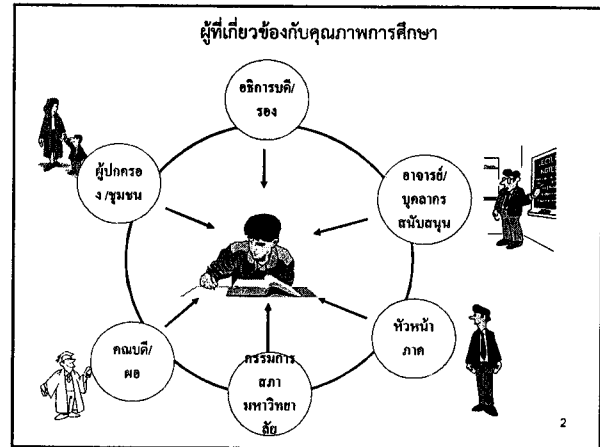 ผู้ที่เกี่ยวข้องกับคุณภาพการศึกษา
อธิการบดี/
รอง
ผู้ปกครอ
ง /ชุมชน
อาจารย์/
บุคลากร
สนับสนุน
คณบดี/
ผอ
หัวหน้า
ภาค
กรรมการ
สภา
มหาวิทยา
ลัย
2